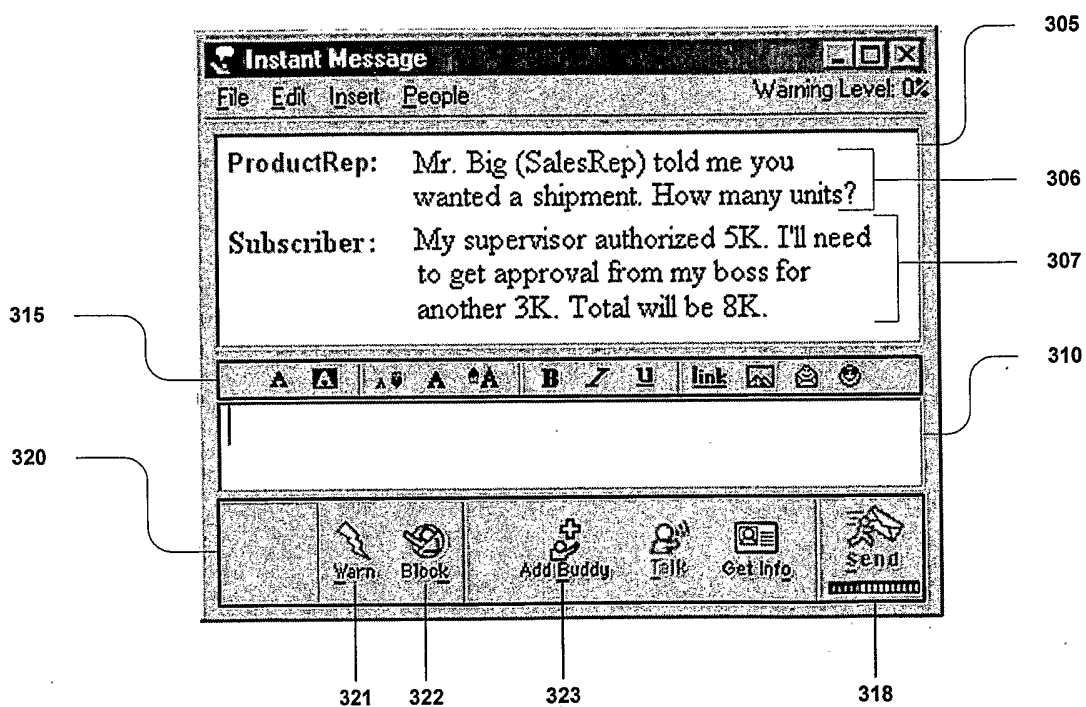 305
Instant Message
File Edit Insert People Warning Level: 0%
ProductRep: Mr. Big (SalesRep) told me you
wanted a shipment. How many units?
306
Subscriber: My supervisor authorized 5K. I'll need
to get approval from my boss for
another 3K. Total will be 8K.
307
315
A A A A A B I U link
310
320
Warn Block Add Buddy Talk Get Info Send
321 322 323 318